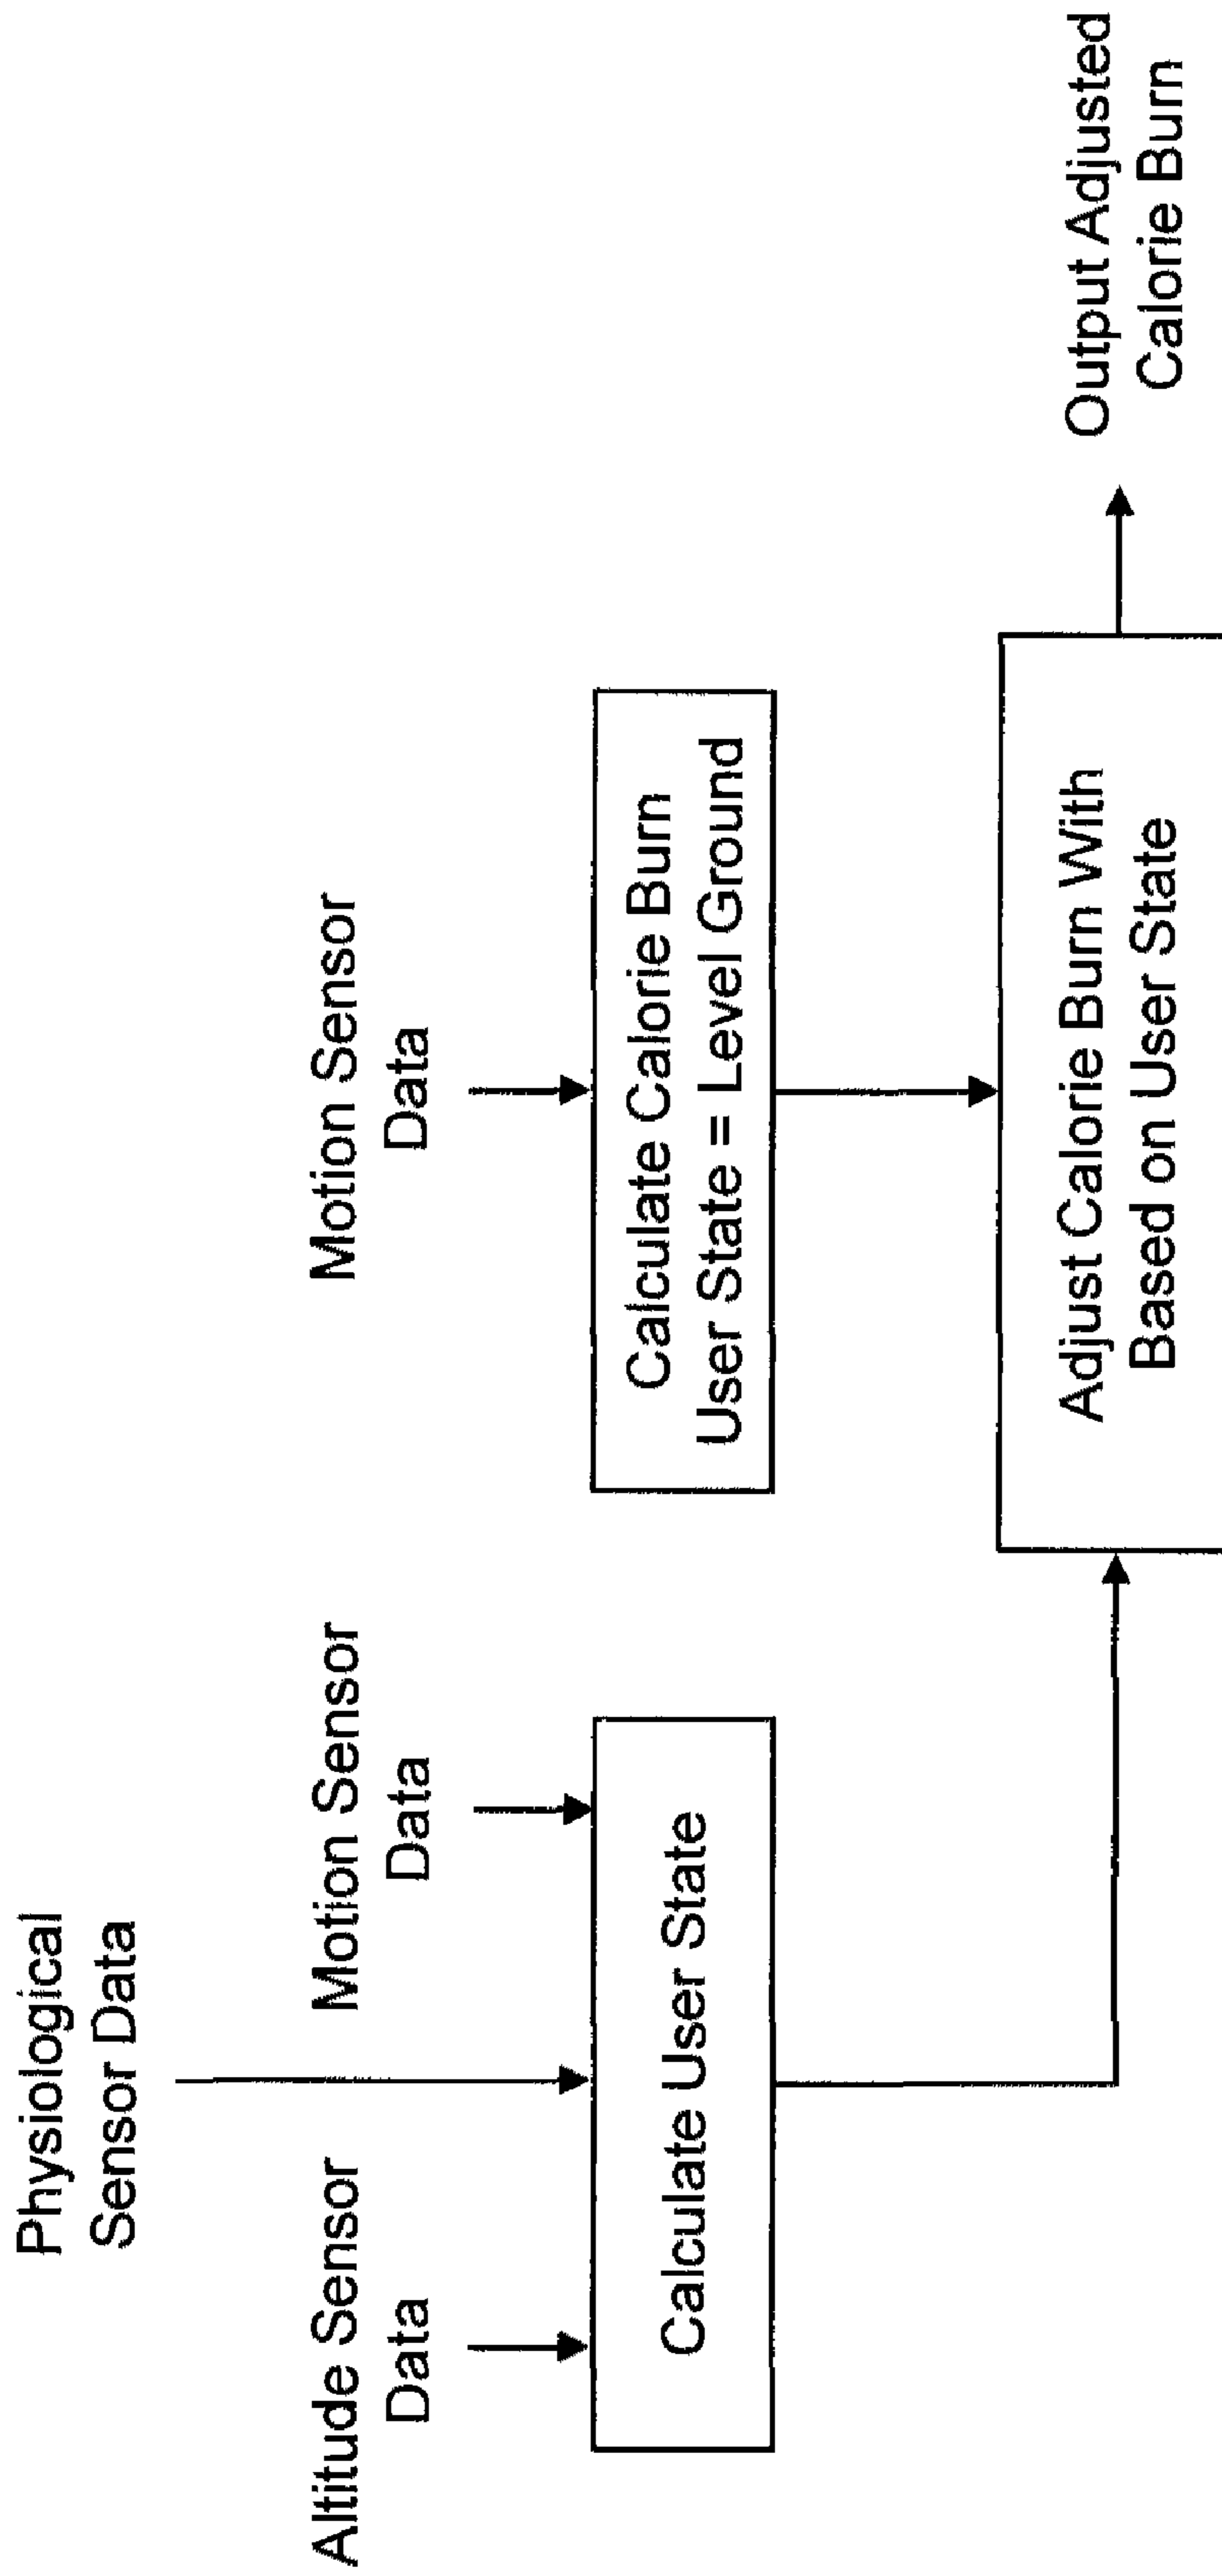 Physiological
Sensor Data
Altitude Sensor
Data
Motion Sensor
Data
Motion Sensor
Data
Calculate User State
Calculate Calorie Burn
User State = Level Ground
Adjust Calorie Burn With
Based on User State
Output Adjusted
Calorie Burn